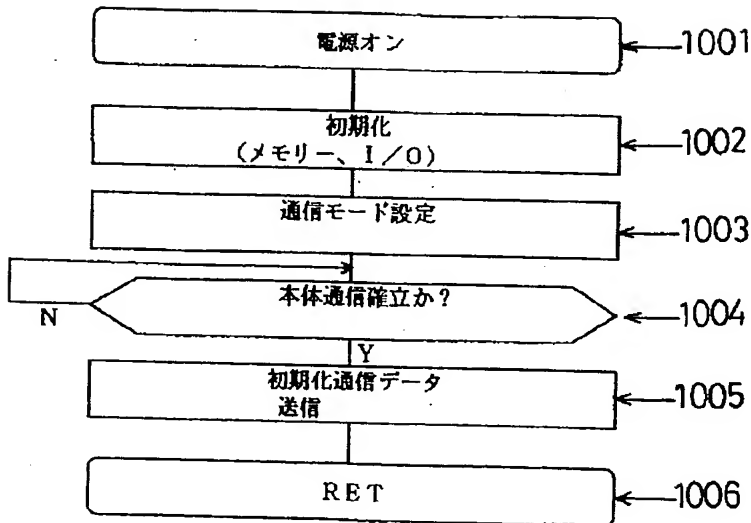 電源オン
1001
初期化
(メモリー、I/O)
1002
通信モード設定
1003
本体通信確立か?
N
1004
Y
初期化通信データ
送信
1005
RET
1006